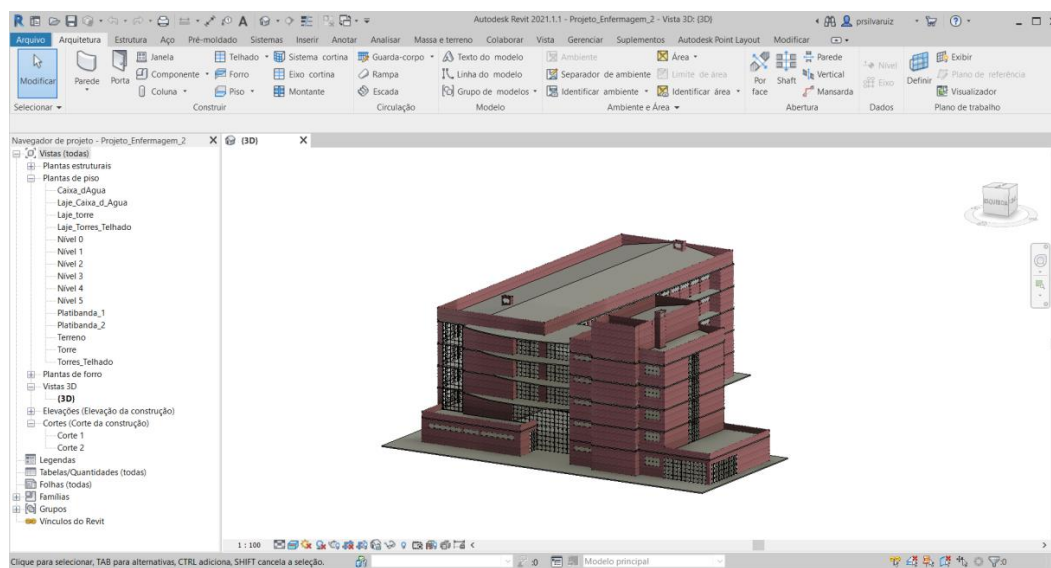 Autodesk Revit 2021.1.1 - Projeto_Enfermagem_2 - Vista 3D: {3D}
prsilvaruiz
Arquivo Arquitetura Estrutura Aço Pré-moldado Sistemas Inserir Anotar Analisar Massa e terreno Colaborar Vista Gerenciar Suplementos Autodesk Point Layout Modificar
Modificar
Parede
Porta
Janela
Componente
Coluna
Telhado
Forro
Piso
Sistema cortina
Eixo cortina
Montante
Guarda-corpo
Rampa
Escada
Texto do modelo
Linha do modelo
Grupo de modelos
Ambiente
Separador de ambiente
Identificar ambiente
Área
Limite de área
Identificar área
Por face
Shaft
Parede
Vertical
Mansarda
Nível
Eixo
Definir
Exibir
Plano de referência
Visualizador
Selecionar Construir Circulação Modelo Ambiente e Área Abertura Dados Plano de trabalho
Navegador de projeto - Projeto_Enfermagem_2 X
{3D} X
Vistas (todas)
Plantas estruturais
Plantas de piso
Caixa_dAgua
Laje_Caixa_d_Agua
Laje_torre
Laje_Torres_Telhado
Nível 0
Nível 1
Nível 2
Nível 3
Nível 4
Nível 5
Platibanda_1
Platibanda_2
Terreno
Torre
Torres_Telhado
Plantas de forro
Vistas 3D
{3D}
Elevações (Elevação da construção)
Cortes (Corte da construção)
Corte 1
Corte 2
Legendas
Tabelas/Quantidades (todas)
Folhas (todas)
Famílias
Grupos
Vínculos do Revit
1 : 100
Clique para selecionar, TAB para alternativas, CTRL adiciona, SHIFT cancela a seleção.
:0
Modelo principal
:0